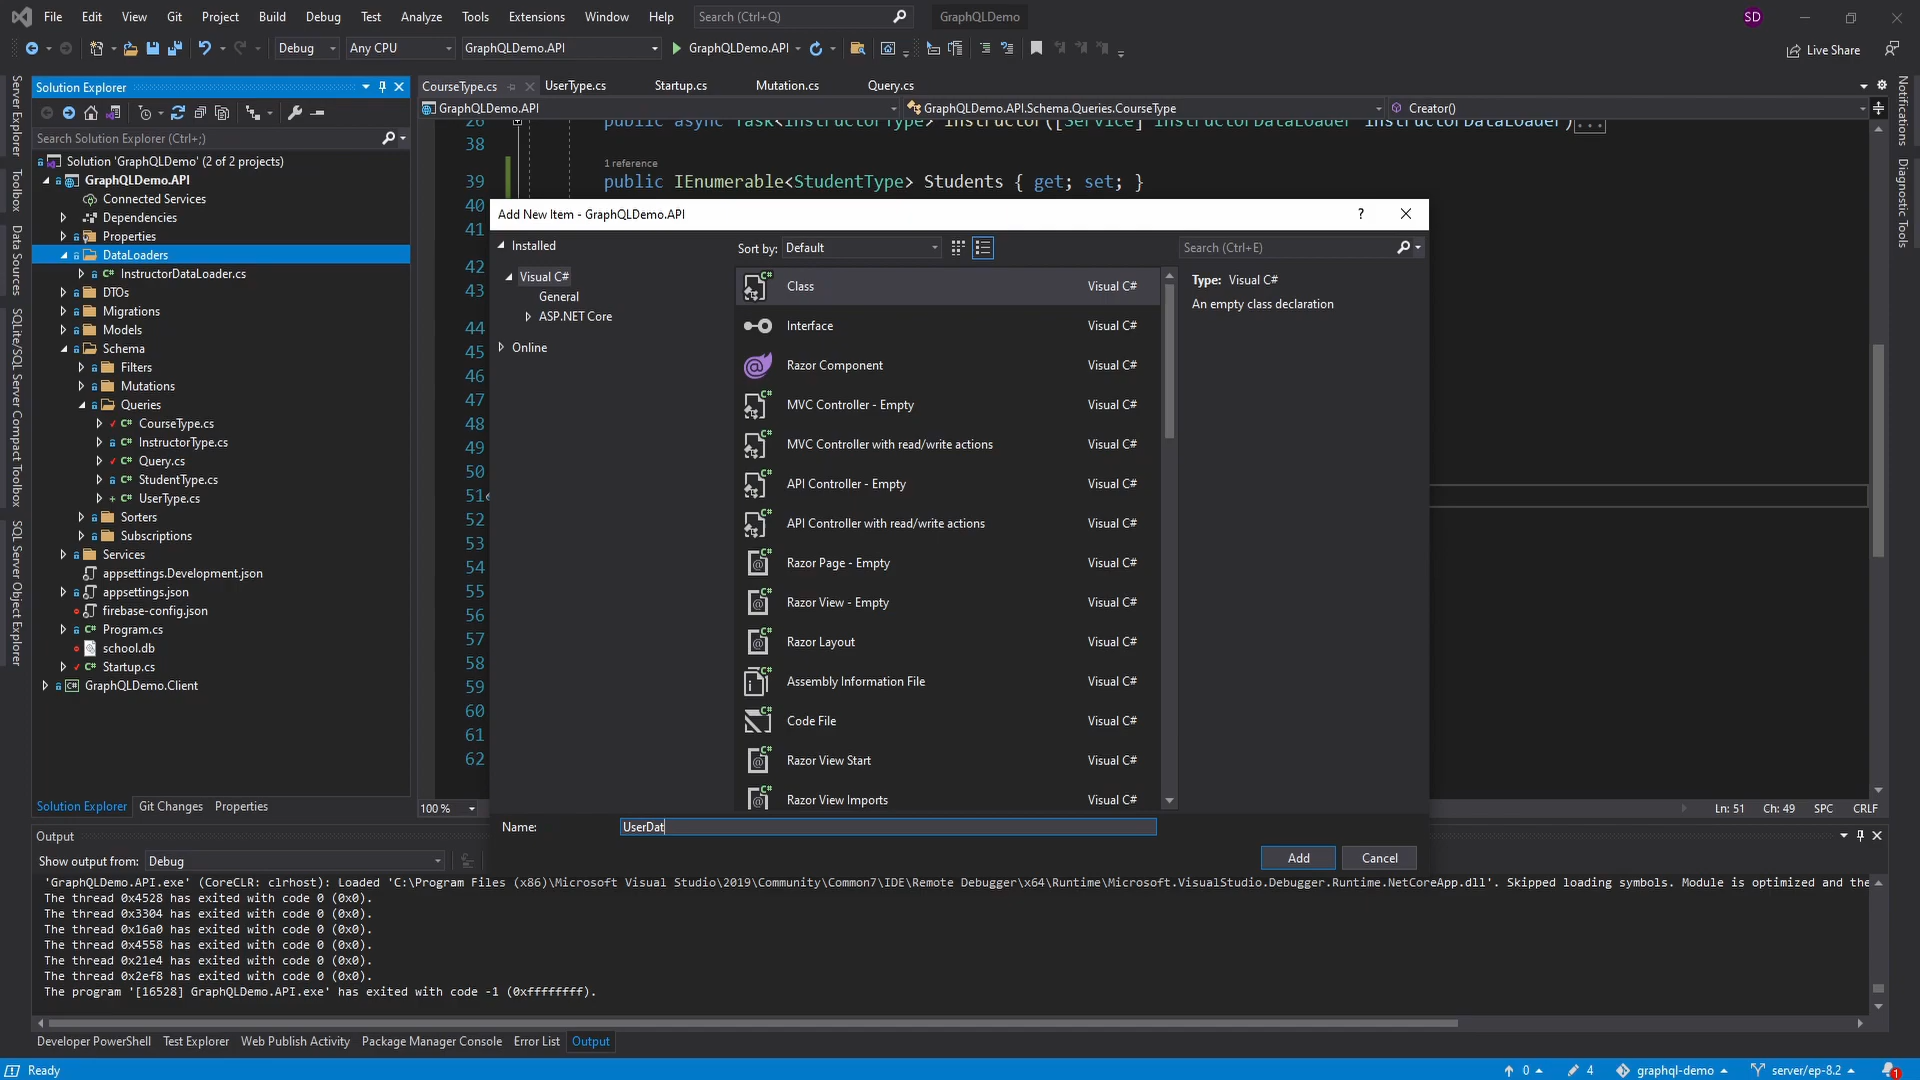 File Edit View Git Project Build Debug Test Analyze Tools Extensions Window Help Search (Ctrl+Q) GraphQLDemo SD
Debug Any CPU GraphQLDemo.API GraphQLDemo.API Live Share
Server Explorer
Toolbox
Data Sources
SQLite/SQL Server Compact Toolbox
SQL Server Object Explorer
Solution Explorer
Search Solution Explorer (Ctrl+;)
Solution 'GraphQLDemo' (2 of 2 projects)
GraphQLDemo.API
Connected Services
Dependencies
Properties
DataLoaders
InstructorDataLoader.cs
DTOs
Migrations
Models
Schema
Filters
Mutations
Queries
CourseType.cs
InstructorType.cs
Query.cs
StudentType.cs
UserType.cs
Sorters
Subscriptions
Services
appsettings.Development.json
appsettings.json
firebase-config.json
Program.cs
school.db
Startup.cs
GraphQLDemo.Client
Solution Explorer Git Changes Properties
CourseType.cs UserType.cs Startup.cs Mutation.cs Query.cs
GraphQLDemo.API GraphQLDemo.API.Schema.Queries.CourseType Creator()
26 public async Task<InstructorType> Instructor([Service] InstructorDataLoader instructorDataLoader)...
38
1 reference
39 public IEnumerable<StudentType> Students { get; set; }
40
41
42
43
44
45
46
47
48
49
50
51
52
53
54
55
56
57
58
59
60
61
62
100 % Ln: 51 Ch: 49 SPC CRLF
Add New Item - GraphQLDemo.API ?
Installed
Visual C#
General
ASP.NET Core
Online
Sort by: Default
Search (Ctrl+E)
Class Visual C#
Interface Visual C#
Razor Component Visual C#
MVC Controller - Empty Visual C#
MVC Controller with read/write actions Visual C#
API Controller - Empty Visual C#
API Controller with read/write actions Visual C#
Razor Page - Empty Visual C#
Razor View - Empty Visual C#
Razor Layout Visual C#
Assembly Information File Visual C#
Code File Visual C#
Razor View Start Visual C#
Razor View Imports Visual C#
Type: Visual C#
An empty class declaration
Name: UserDat
Add Cancel
Notifications
Diagnostic Tools
Output
Show output from: Debug
'GraphQLDemo.API.exe' (CoreCLR: clrhost): Loaded 'C:\Program Files (x86)\Microsoft Visual Studio\2019\Community\Common7\IDE\Remote Debugger\x64\Runtime\Microsoft.VisualStudio.Debugger.Runtime.NetCoreApp.dll'. Skipped loading symbols. Module is optimized and the
The thread 0x4528 has exited with code 0 (0x0).
The thread 0x3304 has exited with code 0 (0x0).
The thread 0x16a0 has exited with code 0 (0x0).
The thread 0x4558 has exited with code 0 (0x0).
The thread 0x21e4 has exited with code 0 (0x0).
The thread 0x2ef8 has exited with code 0 (0x0).
The program '[16528] GraphQLDemo.API.exe' has exited with code -1 (0xffffffff).
Developer PowerShell Test Explorer Web Publish Activity Package Manager Console Error List Output
Ready 0 4 graphql-demo server/ep-8.2 1